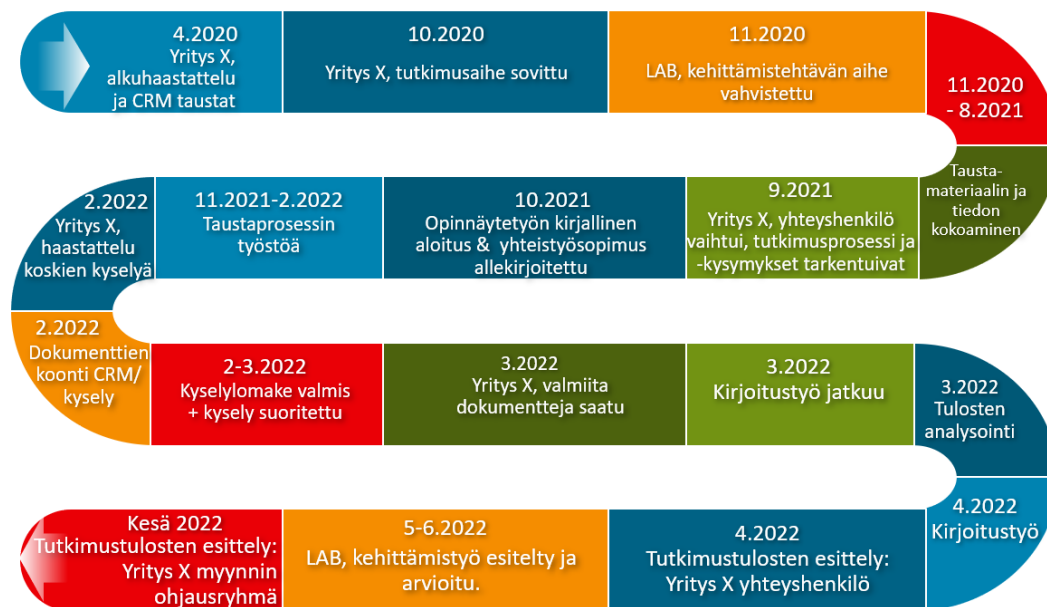 4.2020
Yritys X,
alkuhaastattelu
ja CRM taustat
10.2020
Yritys X, tutkimusaihe sovittu
11.2020
LAB, kehittämistehtävän aihe
vahvistettu
11.2020
- 8.2021
Tausta-
materiaalin ja
tiedon
kokoaminen
9.2021
Yritys X, yhteyshenkilö
vaihtui, tutkimusprosessi ja
-kysymykset tarkentuivat
10.2021
Opinnäytetyön kirjallinen
aloitus & yhteistyösopimus
allekirjoitettu
11.2021-2.2022
Taustaprosessin
työstöä
2.2022
Yritys X,
haastattelu
koskien kyselyä
2.2022
Dokumenttien
koonti CRM/
kysely
2-3.2022
Kyselylomake valmis
+ kysely suoritettu
3.2022
Yritys X, valmiita
dokumentteja saatu
3.2022
Kirjoitustyö jatkuu
3.2022
Tulosten
analysointi
4.2022
Kirjoitustyö
4.2022
Tutkimustulosten esittely:
Yritys X yhteyshenkilö
5-6.2022
LAB, kehittämistyö esitelty ja
arvioitu.
Kesä 2022
Tutkimustulosten esittely:
Yritys X myynnin
ohjausryhmä